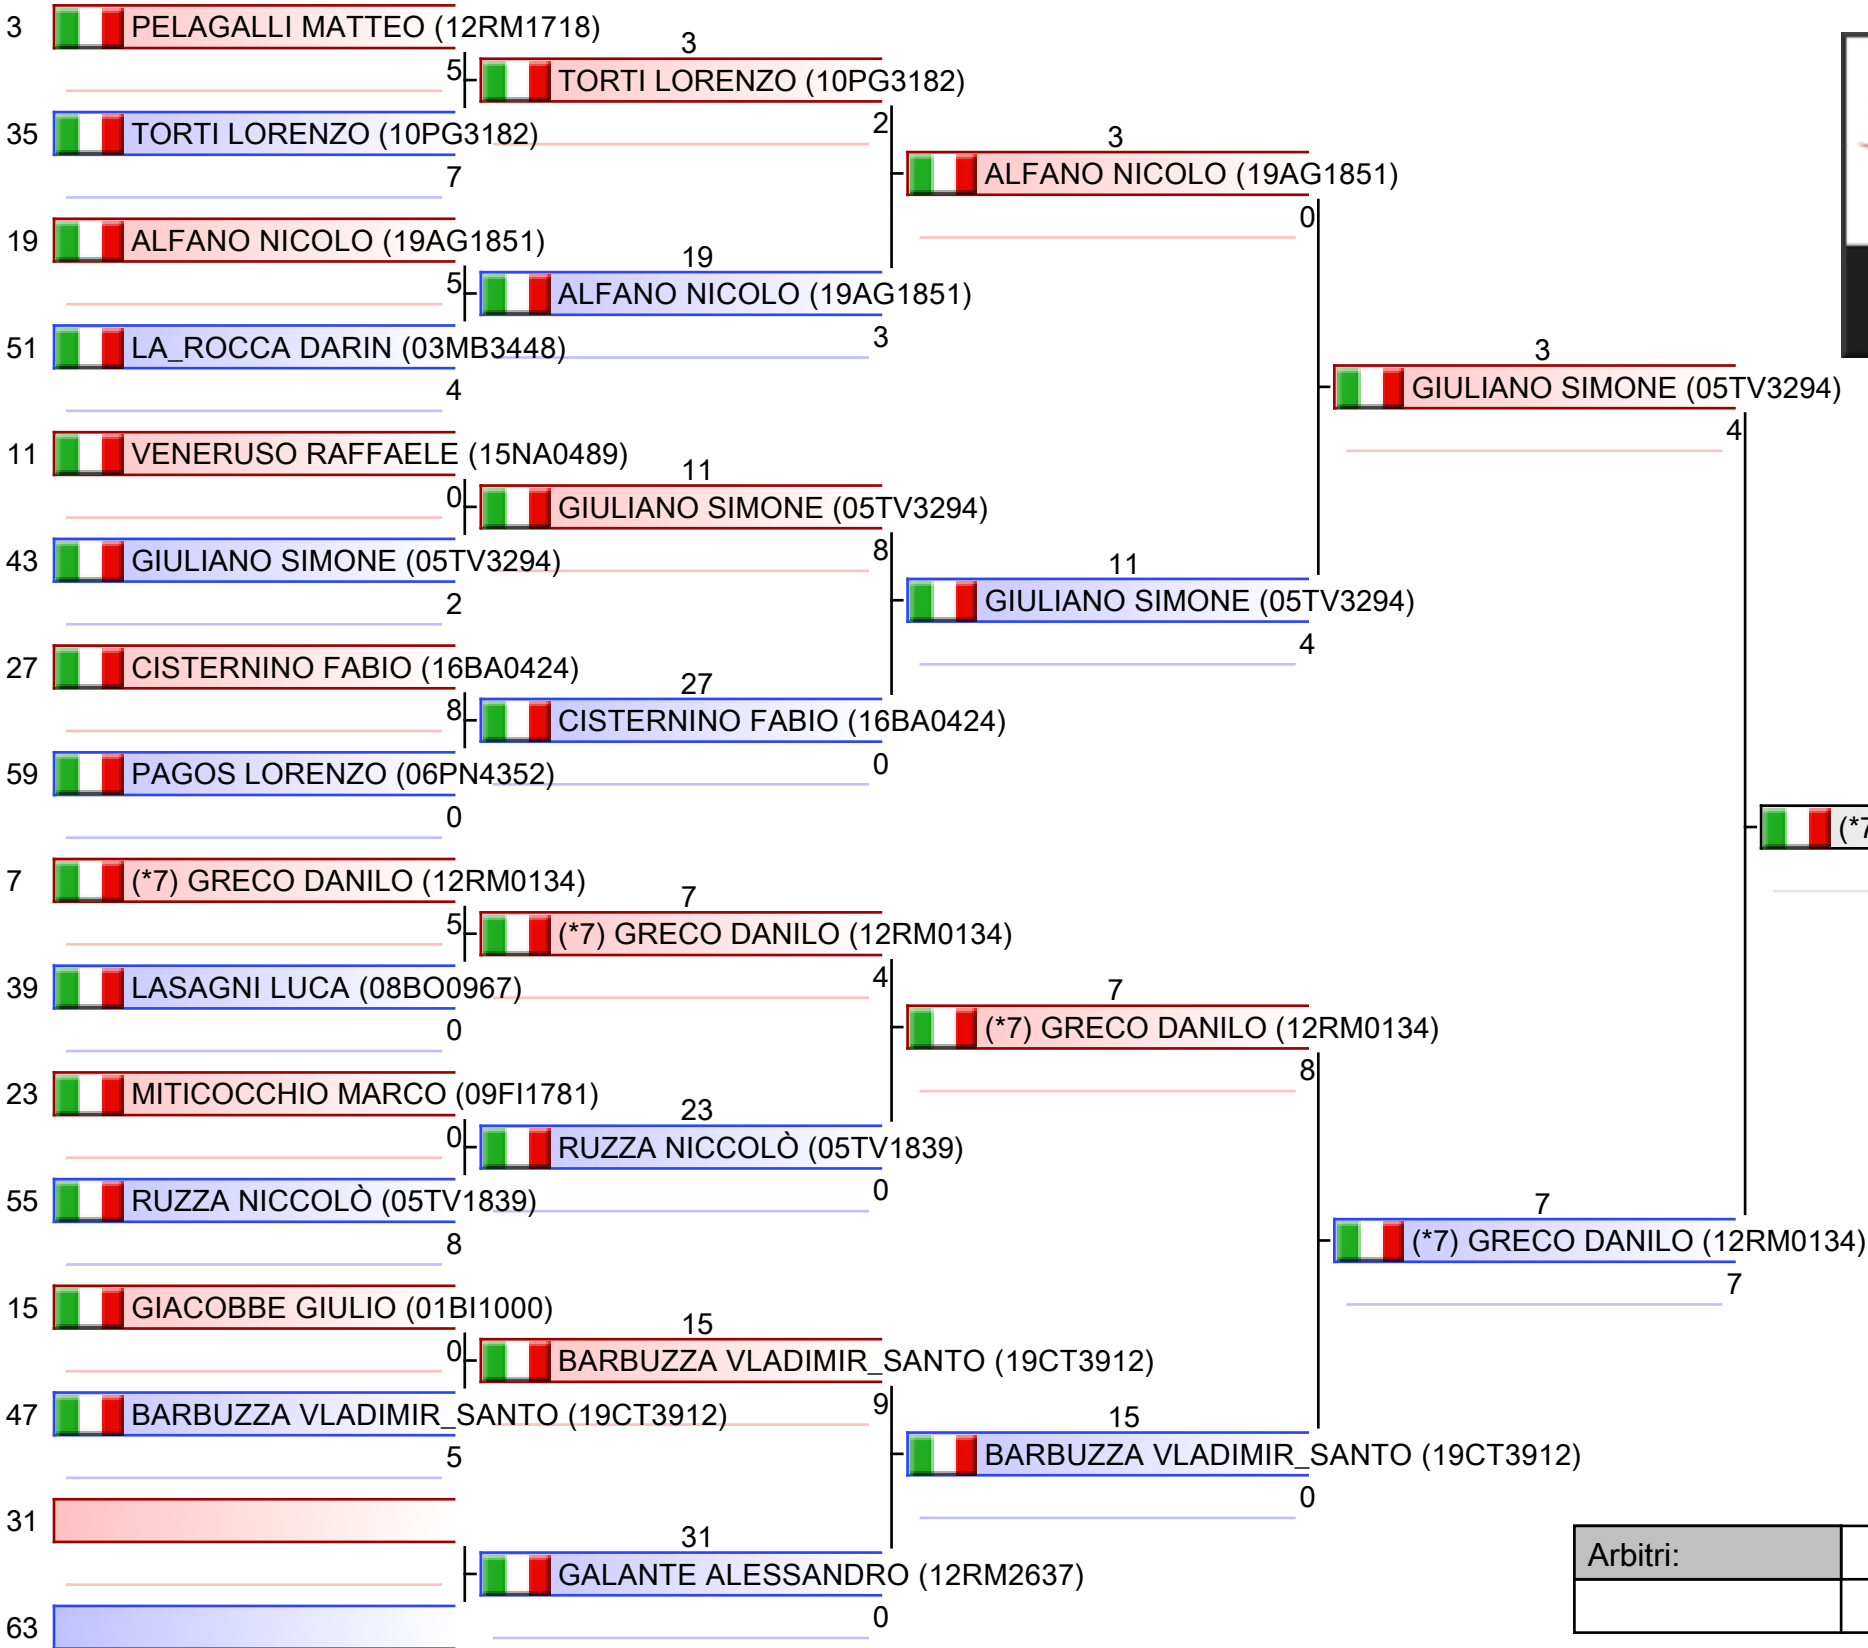 3 PELAGALLI MATTEO (12RM1718)
5
35 TORTI LORENZO (10PG3182)
7
19 ALFANO NICOLO (19AG1851)
5
51 LA_ROCCA DARIN (03MB3448)
4
11 VENERUSO RAFFAELE (15NA0489)
0
43 GIULIANO SIMONE (05TV3294)
2
27 CISTERNINO FABIO (16BA0424)
8
59 PAGOS LORENZO (06PN4352)
0
7 (*7) GRECO DANILO (12RM0134)
5
39 LASAGNI LUCA (08BO0967)
0
23 MITICOCCHIO MARCO (09FI1781)
0
55 RUZZA NICCOLÒ (05TV1839)
8
15 GIACOBBE GIULIO (01BI1000)
0
47 BARBUZZA VLADIMIR_SANTO (19CT3912)
5
31
63
3
TORTI LORENZO (10PG3182)
2
19
ALFANO NICOLO (19AG1851)
3
11
GIULIANO SIMONE (05TV3294)
8
27
CISTERNINO FABIO (16BA0424)
0
7
(*7) GRECO DANILO (12RM0134)
4
23
RUZZA NICCOLÒ (05TV1839)
0
15
BARBUZZA VLADIMIR_SANTO (19CT3912)
9
31
GALANTE ALESSANDRO (12RM2637)
0
3
ALFANO NICOLO (19AG1851)
0
11
GIULIANO SIMONE (05TV3294)
4
7
(*7) GRECO DANILO (12RM0134)
8
15
BARBUZZA VLADIMIR_SANTO (19CT3912)
0
3
GIULIANO SIMONE (05TV3294)
4
7
(*7) GRECO DANILO (12RM0134)
7
(*7
Arbitri: